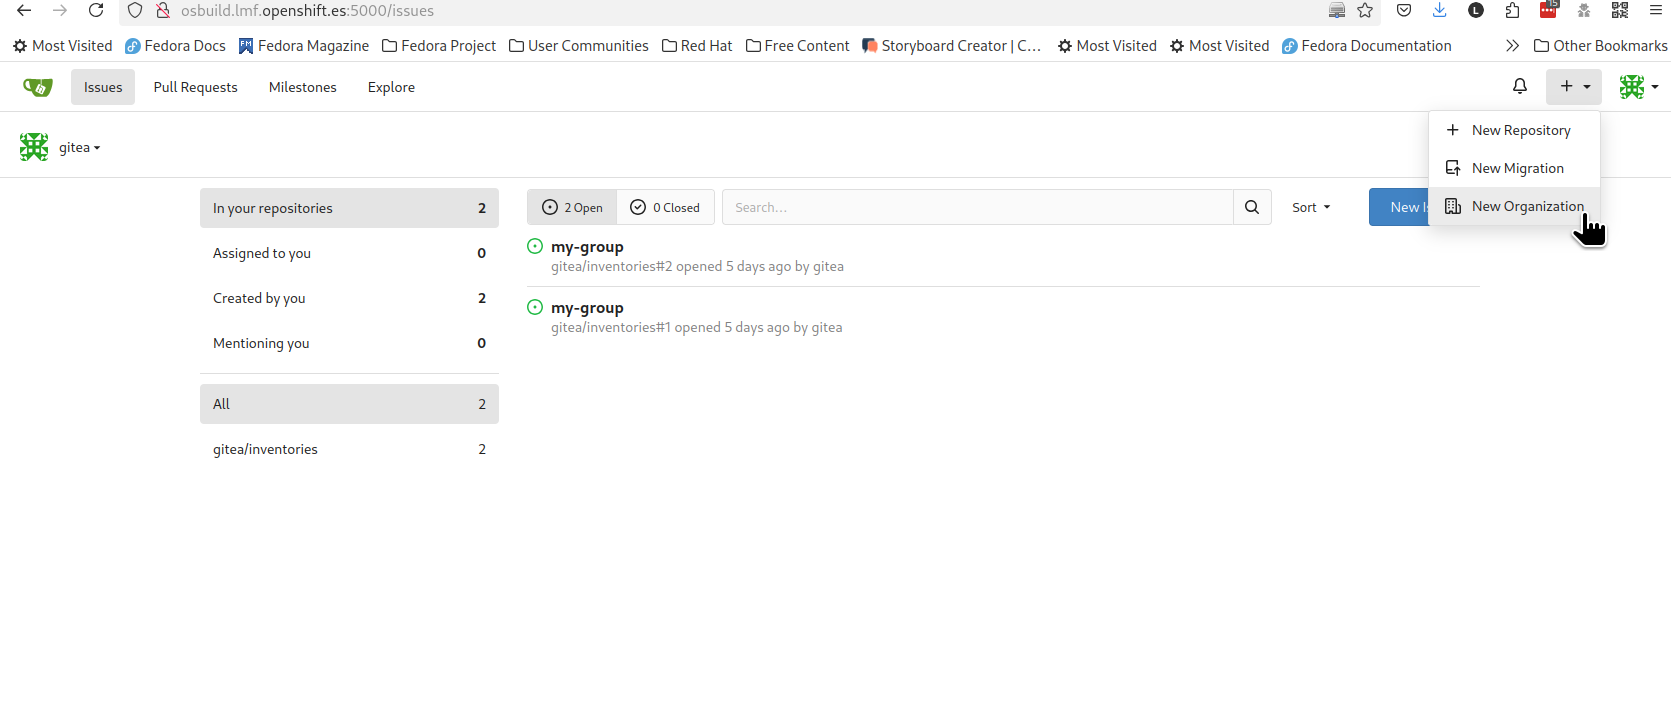 osbuild.lmf.openshift.es:5000/issues
15
Most Visited Fedora Docs Fedora Magazine Fedora Project User Communities Red Hat Free Content Storyboard Creator | C… Most Visited Most Visited Fedora Documentation Other Bookmarks
Issues Pull Requests Milestones Explore
gitea
New Repository
New Migration
New Organization
In your repositories 2
Assigned to you 0
Created by you 2
Mentioning you 0
All 2
gitea/inventories 2
2 Open 0 Closed Search... Sort New Is
my-group
gitea/inventories#2 opened 5 days ago by gitea
my-group
gitea/inventories#1 opened 5 days ago by gitea